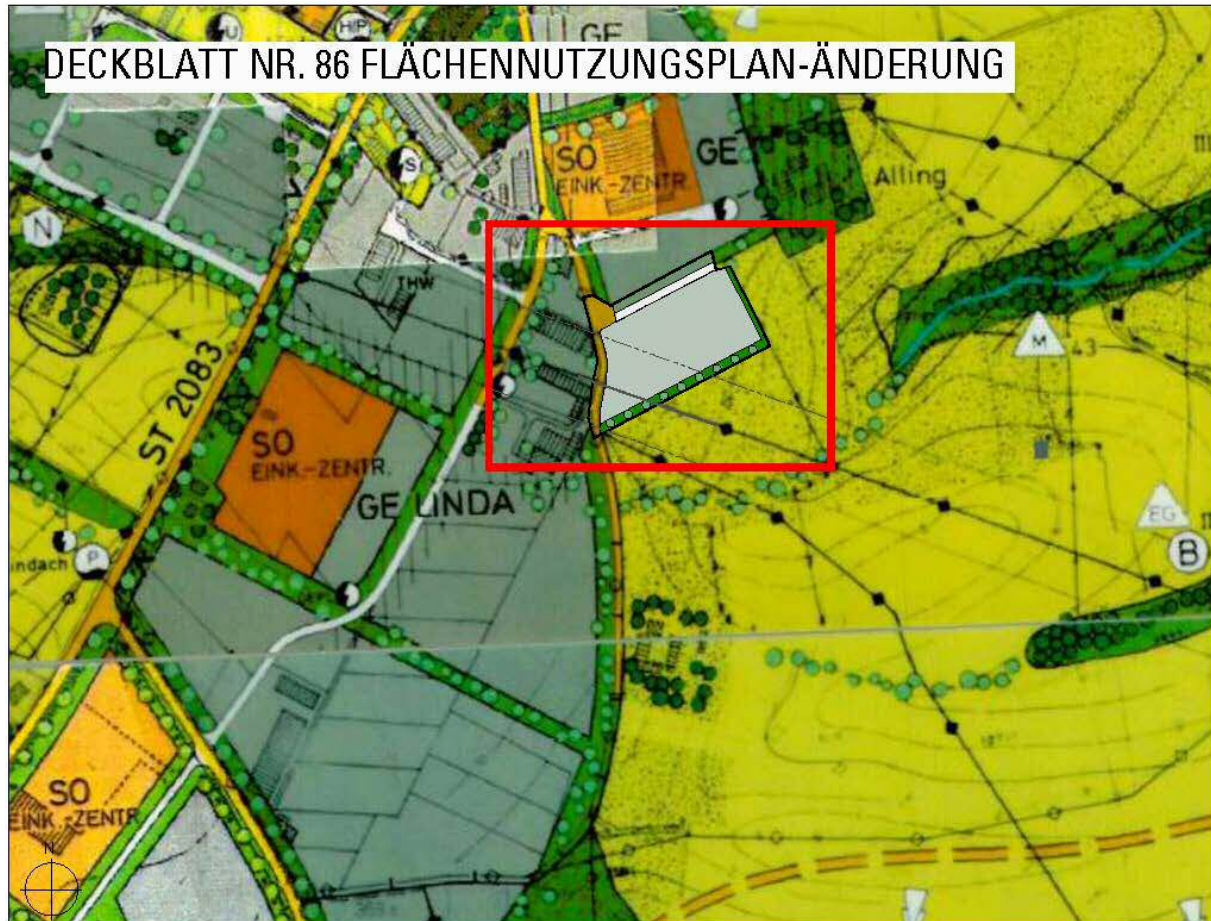 U
H/P
GE
DECKBLATT NR. 86 FLÄCHENNUTZUNGSPLAN-ÄNDERUNG
SO
EINK.-ZENTR.
GE
S
Alling
N
THW
M
43
ST 2083
SO
EINK.-ZENTR.
GE LINDA
EG
B
indach
P
SO
EINK.-ZENTR
N